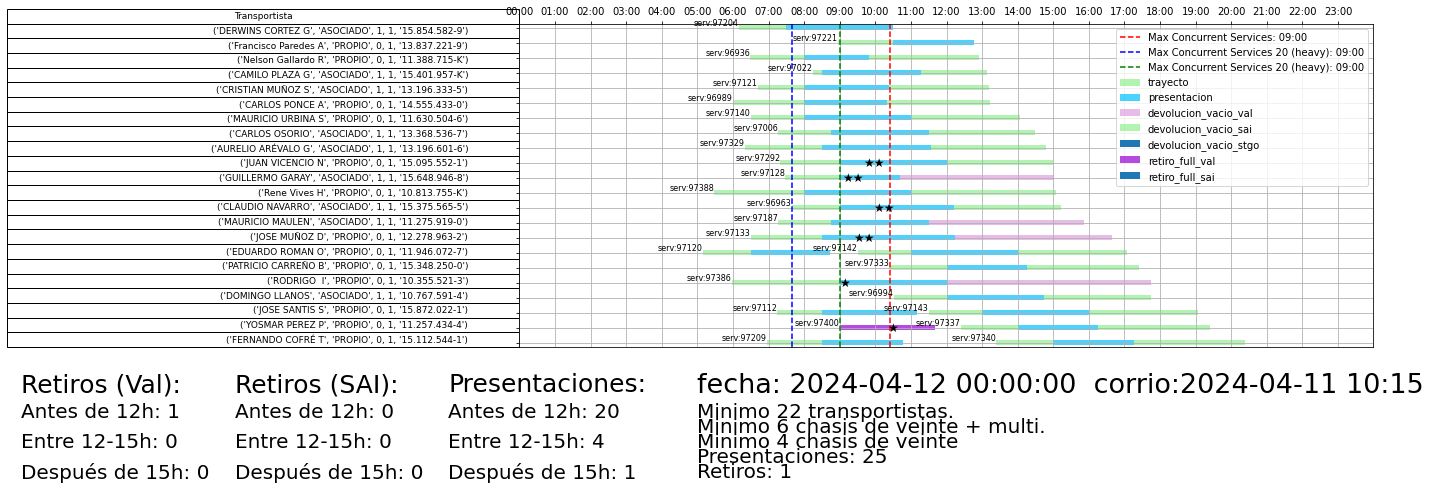 Transportista
00:00 01:00 02:00 03:00 04:00 05:00 06:00 07:00 08:00 09:00 10:00 11:00 12:00 13:00 14:00 15:00 16:00 17:00 18:00 19:00 20:00 21:00 22:00 23:00
('DERWINS CORTEZ G', 'ASOCIADO', 1, 1, '15.854.582-9') serv:97204
('Francisco Paredes A', 'PROPIO', 0, 1, '13.837.221-9') serv:97221
('Nelson Gallardo R', 'PROPIO', 0, 1, '11.388.715-K') serv:96936
('CAMILO PLAZA G', 'ASOCIADO', 1, 1, '15.401.957-K') serv:97022
('CRISTIAN MUÑOZ S', 'ASOCIADO', 1, 1, '13.196.333-5') serv:97121
('CARLOS PONCE A', 'PROPIO', 0, 1, '14.555.433-0') serv:96989
('MAURICIO URBINA S', 'PROPIO', 0, 1, '11.630.504-6') serv:97140
('CARLOS OSORIO', 'ASOCIADO', 1, 1, '13.368.536-7') serv:97006
('AURELIO ARÉVALO G', 'ASOCIADO', 1, 1, '13.196.601-6') serv:97329
('JUAN VICENCIO N', 'PROPIO', 0, 1, '15.095.552-1') serv:97292
('GUILLERMO GARAY', 'ASOCIADO', 1, 1, '15.648.946-8') serv:97128
('Rene Vives H', 'PROPIO', 0, 1, '10.813.755-K') serv:97388
('CLAUDIO NAVARRO', 'ASOCIADO', 1, 1, '15.375.565-5') serv:96963
('MAURICIO MAULEN', 'ASOCIADO', 1, 1, '11.275.919-0') serv:97187
('JOSE MUÑOZ D', 'PROPIO', 0, 1, '12.278.963-2') serv:97133
('EDUARDO ROMAN O', 'PROPIO', 0, 1, '11.946.072-7') serv:97120 serv:97142
('PATRICIO CARREÑO B', 'PROPIO', 0, 1, '15.348.250-0') serv:97333
('RODRIGO  I', 'PROPIO', 0, 1, '10.355.521-3') serv:97386
('DOMINGO LLANOS', 'ASOCIADO', 1, 1, '10.767.591-4') serv:96994
('JOSE SANTIS S', 'PROPIO', 0, 1, '15.872.022-1') serv:97112 serv:97143
('YOSMAR PEREZ P', 'PROPIO', 0, 1, '11.257.434-4') serv:97400 serv:97337
('FERNANDO COFRÉ T', 'PROPIO', 0, 1, '15.112.544-1') serv:97209 serv:97340
Max Concurrent Services: 09:00
Max Concurrent Services 20 (heavy): 09:00
Max Concurrent Services 20 (heavy): 09:00
trayecto
presentacion
devolucion_vacio_val
devolucion_vacio_sai
devolucion_vacio_stgo
retiro_full_val
retiro_full_sai
Retiros (Val):
Antes de 12h: 1
Entre 12-15h: 0
Después de 15h: 0
Retiros (SAI):
Antes de 12h: 0
Entre 12-15h: 0
Después de 15h: 0
Presentaciones:
Antes de 12h: 20
Entre 12-15h: 4
Después de 15h: 1
fecha: 2024-04-12 00:00:00  corrio:2024-04-11 10:15
Minimo 22 transportistas.
Minimo 6 chasis de veinte + multi.
Minimo 4 chasis de veinte
Presentaciones: 25
Retiros: 1